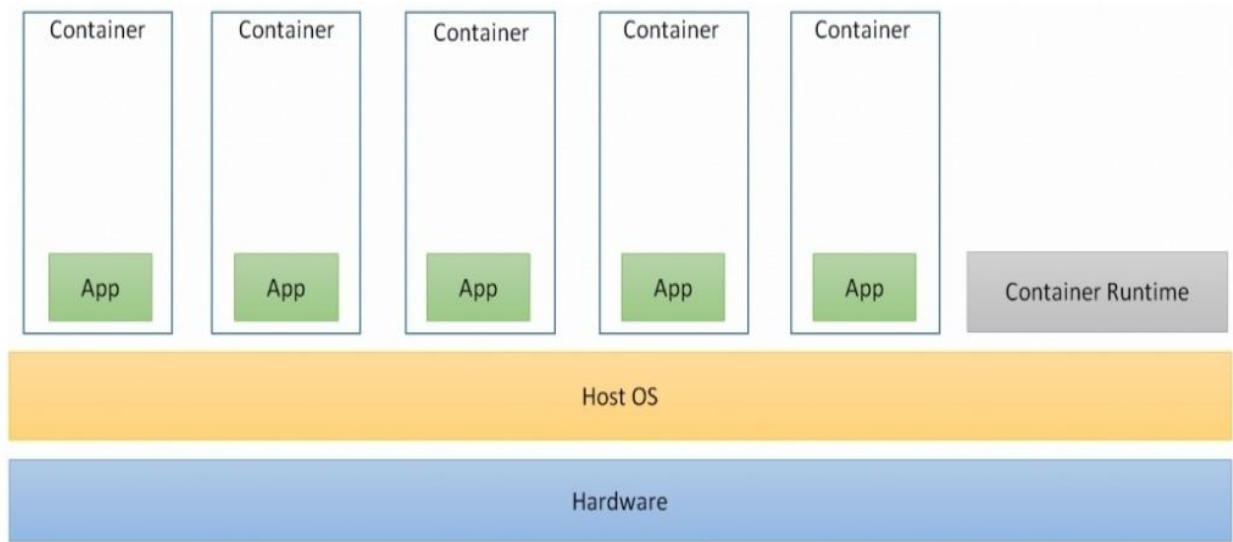 Container
Container
Container
Container
Container
App
App
App
App
App
Container Runtime
Host OS
Hardware